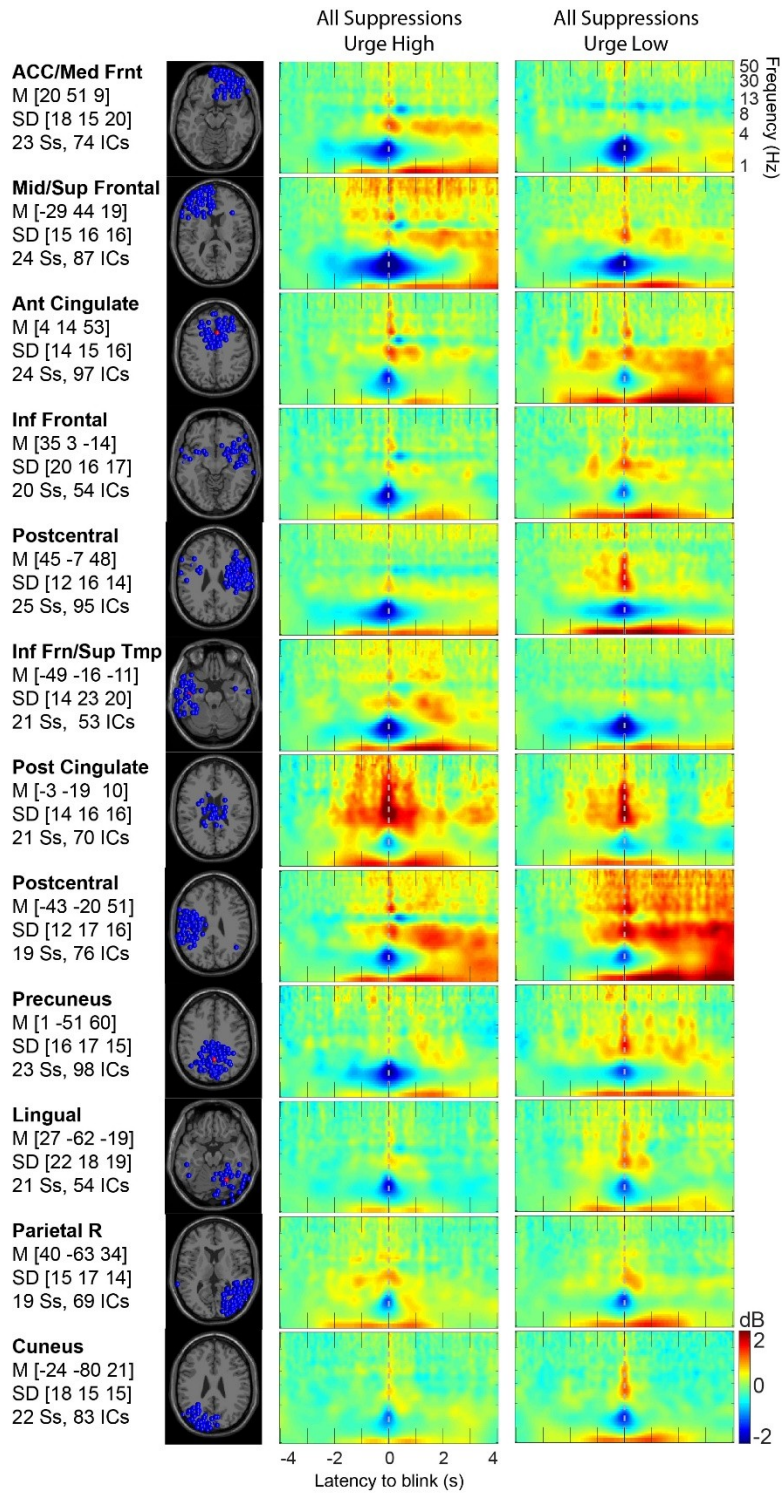 All Suppressions
Urge High
All Suppressions
Urge Low
ACC/Med Frnt
M [20 51 9]
SD [18 15 20]
23 Ss, 74 ICs
50
30
13
8
4
1
Frequency (Hz)
Mid/Sup Frontal
M [-29 44 19]
SD [15 16 16]
24 Ss, 87 ICs
Ant Cingulate
M [4 14 53]
SD [14 15 16]
24 Ss, 97 ICs
Inf Frontal
M [35 3 -14]
SD [20 16 17]
20 Ss, 54 ICs
Postcentral
M [45 -7 48]
SD [12 16 14]
25 Ss, 95 ICs
Inf Frn/Sup Tmp
M [-49 -16 -11]
SD [14 23 20]
21 Ss, 53 ICs
Post Cingulate
M [-3 -19 10]
SD [14 16 16]
21 Ss, 70 ICs
Postcentral
M [-43 -20 51]
SD [12 17 16]
19 Ss, 76 ICs
Precuneus
M [1 -51 60]
SD [16 17 15]
23 Ss, 98 ICs
Lingual
M [27 -62 -19]
SD [22 18 19]
21 Ss, 54 ICs
Parietal R
M [40 -63 34]
SD [15 17 14]
19 Ss, 69 ICs
Cuneus
M [-24 -80 21]
SD [18 15 15]
22 Ss, 83 ICs
dB
2
0
-2
-4 -2 0 2 4
Latency to blink (s)